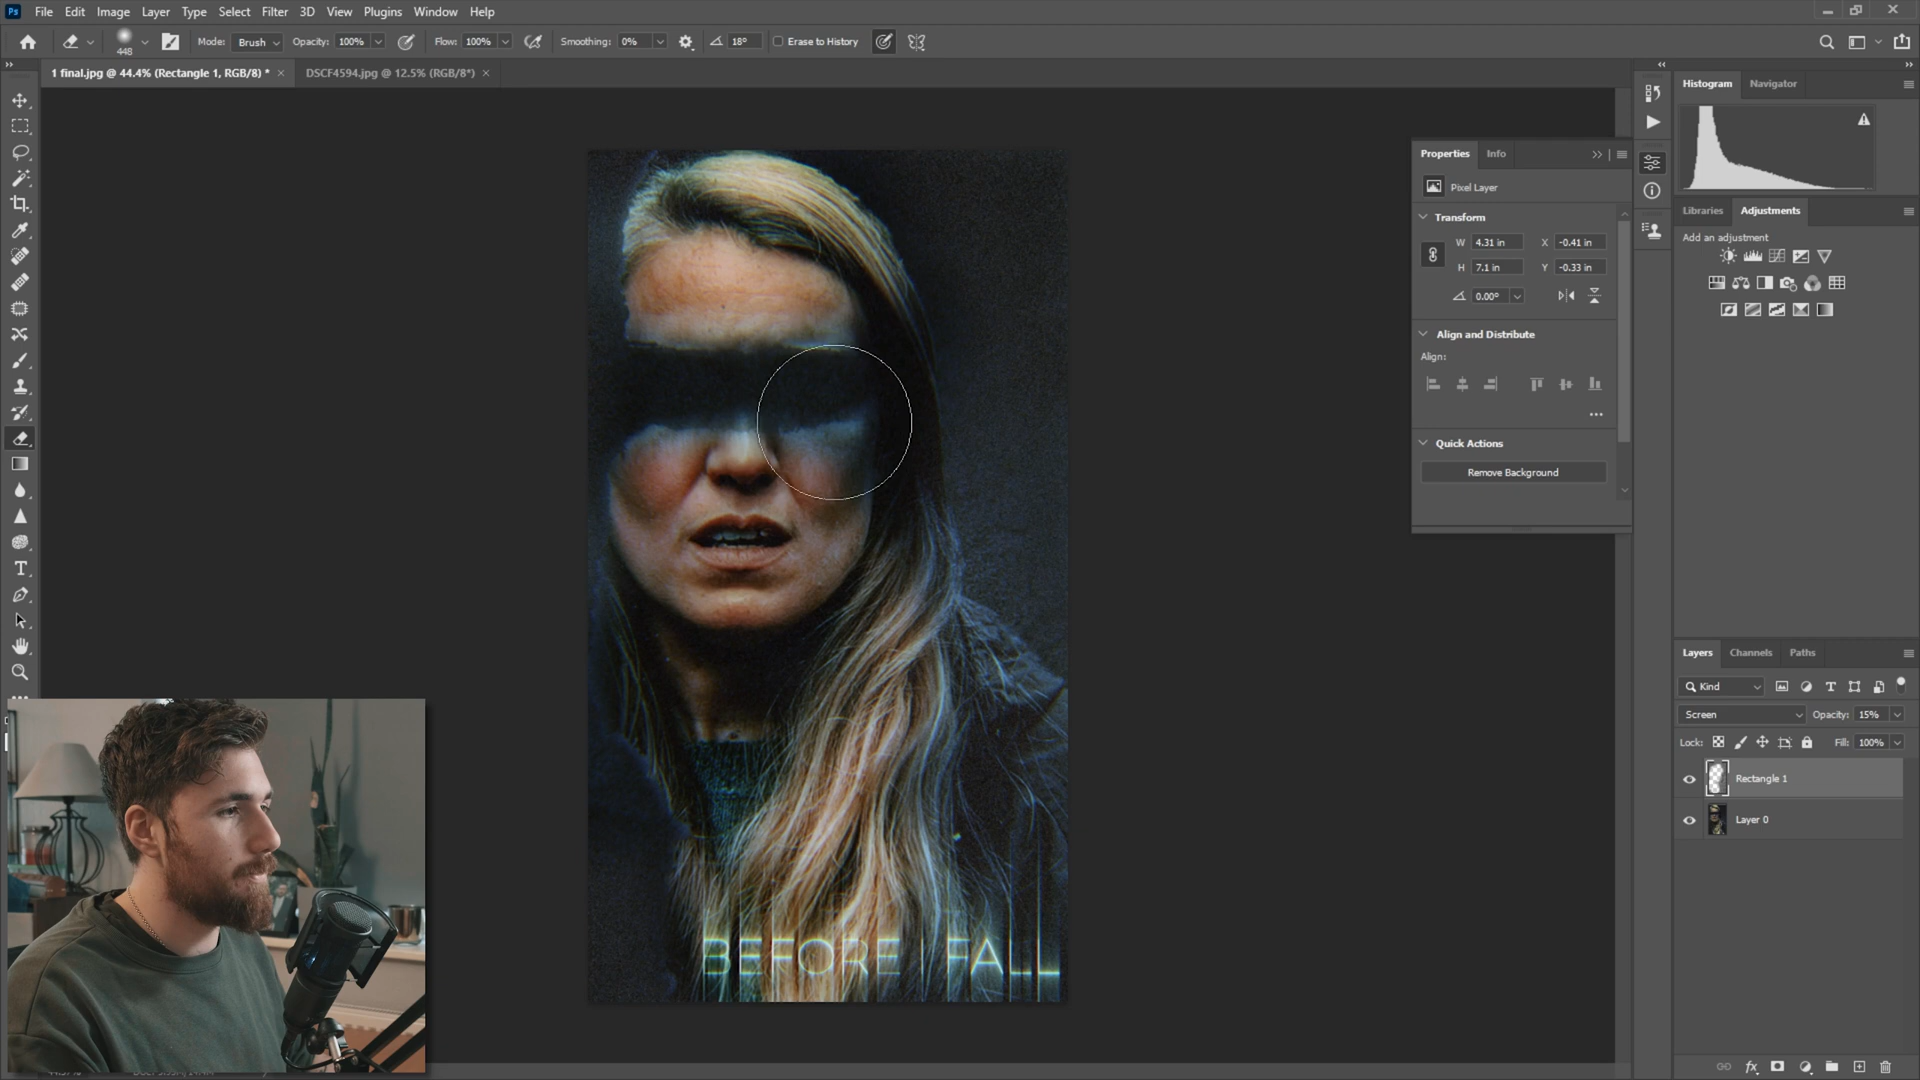 Ps File Edit Image Layer Type Select Filter 3D View Plugins Window Help
448 Mode: Brush Opacity: 100% Flow: 100% Smoothing: 0% 18° Erase to History
1 final.jpg @ 44.4% (Rectangle 1, RGB/8) * × DSCF4594.jpg @ 12.5% (RGB/8*) ×
Histogram Navigator
Properties Info
Pixel Layer
Transform
W 4.31 in X -0.41 in
H 7.1 in Y -0.33 in
0.00°
Align and Distribute
Align:
Quick Actions
Remove Background
Libraries Adjustments
Add an adjustment
Layers Channels Paths
Kind
Screen Opacity: 15%
Lock: Fill: 100%
Rectangle 1
Layer 0
fx
BEFORE I FALL